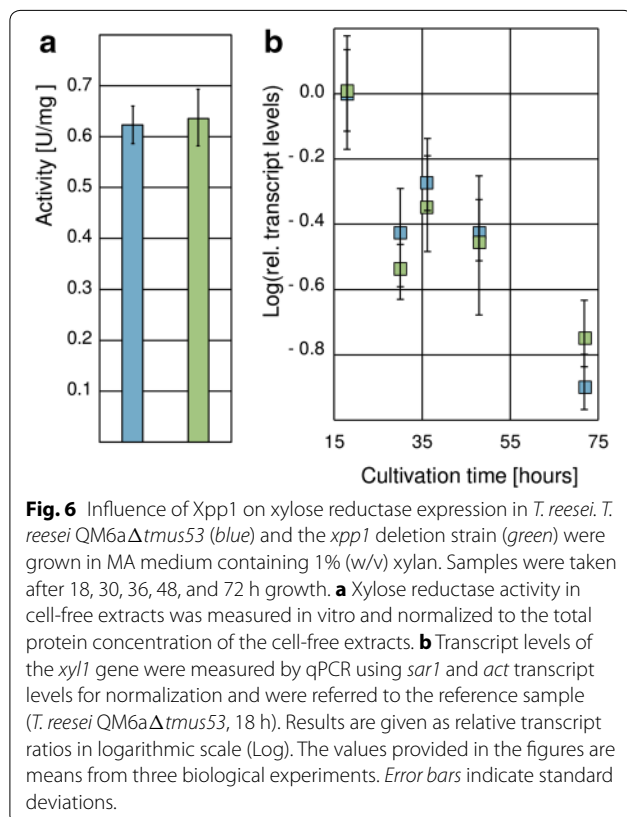 a
b
Activity [U/mg ]
0.7
0.6
0.5
0.4
0.3
0.2
0.1
Log(rel. transcript levels)
0.0
- 0.2
- 0.4
- 0.6
- 0.8
15 35 55 75
Cultivation time [hours]
Fig. 6 Influence of Xpp1 on xylose reductase expression in T. reesei. T.
reesei QM6aΔtmus53 (blue) and the xpp1 deletion strain (green) were
grown in MA medium containing 1% (w/v) xylan. Samples were taken
after 18, 30, 36, 48, and 72 h growth. a Xylose reductase activity in
cell-free extracts was measured in vitro and normalized to the total
protein concentration of the cell-free extracts. b Transcript levels of
the xyl1 gene were measured by qPCR using sar1 and act transcript
levels for normalization and were referred to the reference sample
(T. reesei QM6aΔtmus53, 18 h). Results are given as relative transcript
ratios in logarithmic scale (Log). The values provided in the figures are
means from three biological experiments. Error bars indicate standard
deviations.